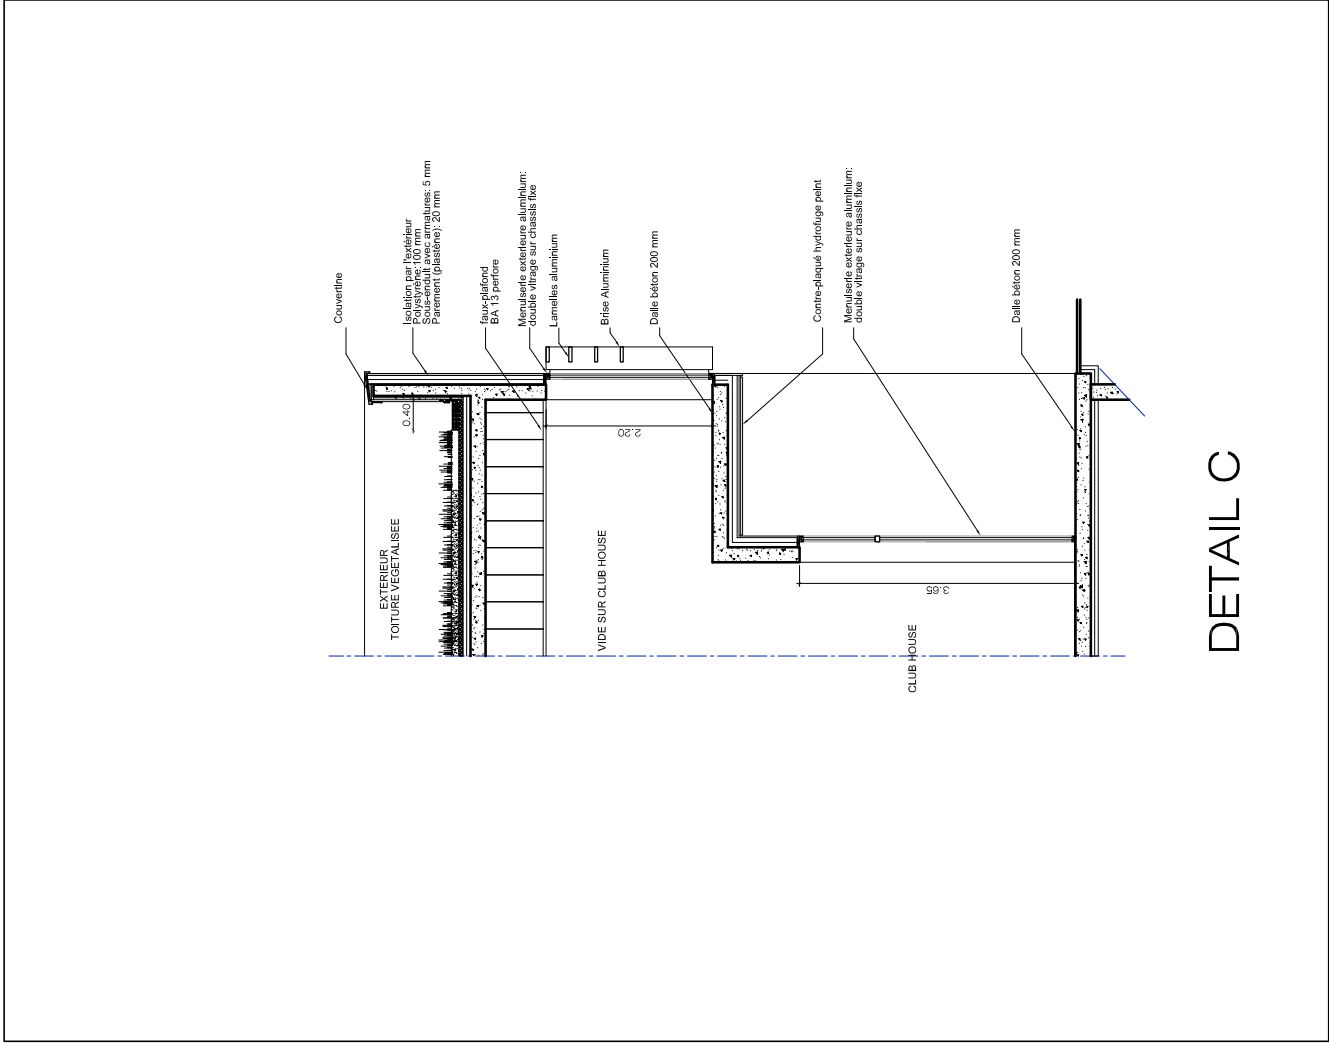 Couvertine
Isolation par l'extérieur
Polystyrène:100 mm
Sous-enduit avec armatures: 5 mm
Parement (plastène): 20 mm
faux-plafond
BA 13 perfore
Menuiserie exterieure aluminium:
double vitrage sur chassis fixe
Lamelles aluminium
Brise Aluminium
Dalle béton 200 mm
Contre-plaqué hydrofuge peint
Menuiserie exterieure aluminium:
double vitrage sur chassis fixe
Dalle béton 200 mm
0.40
2.20
3.65
EXTERIEUR
TOITURE VEGETALISEE
VIDE SUR CLUB HOUSE
CLUB HOUSE
DETAIL C